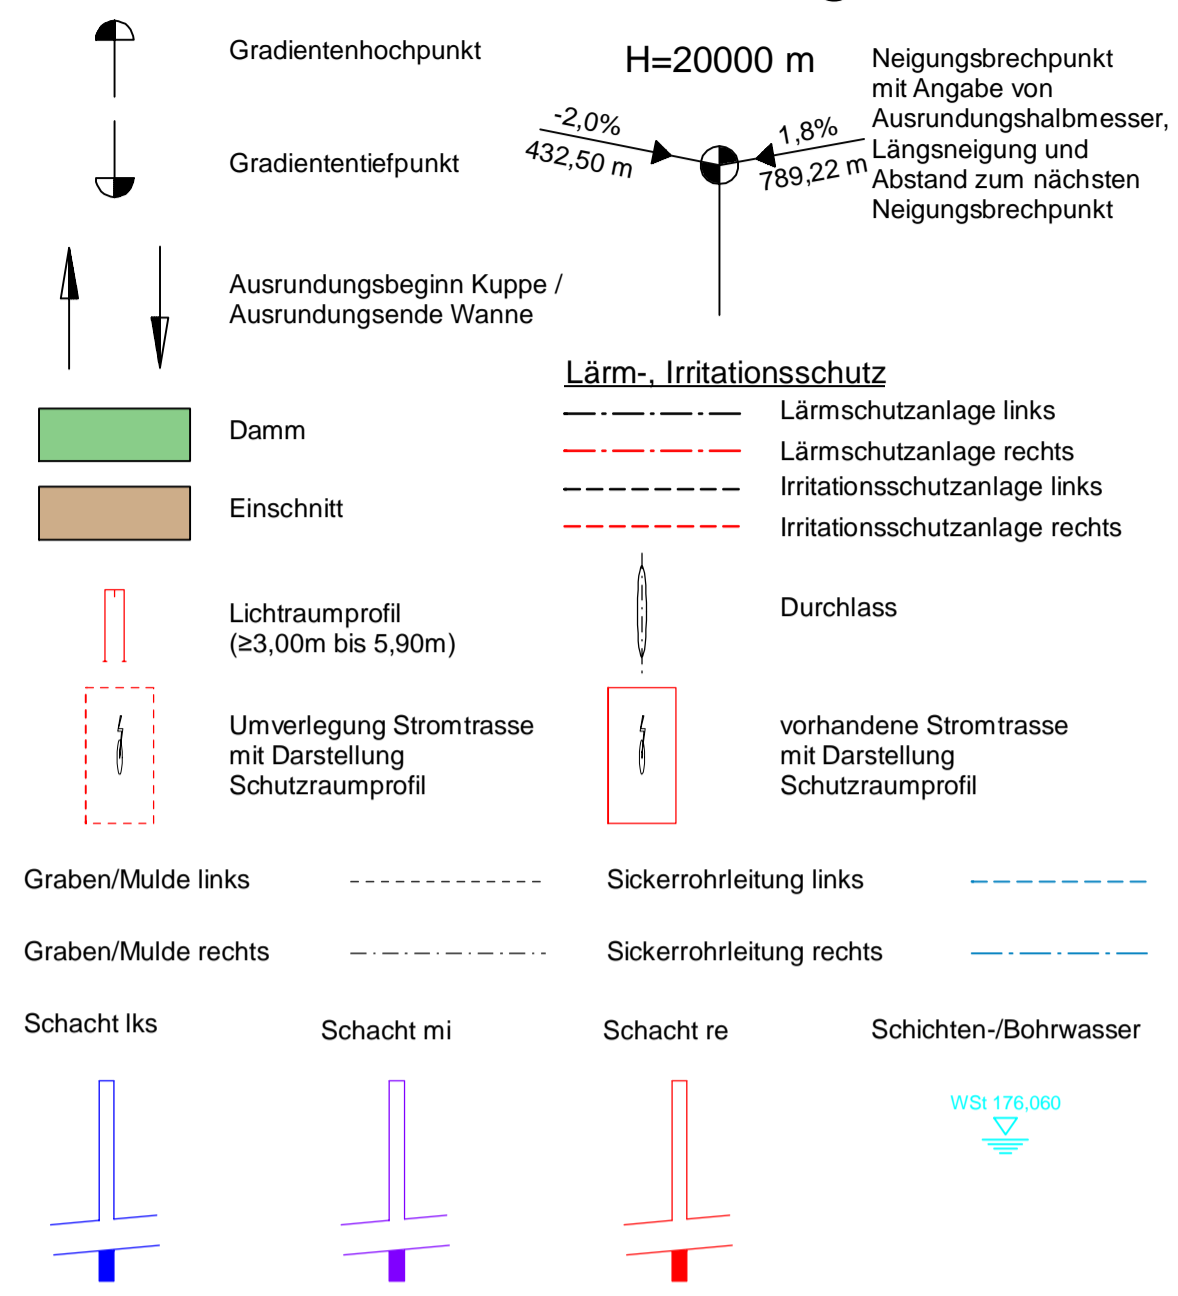 Gradientenhochpunkt
Gradiententiefpunkt
H=20000 m
-2,0%
432,50 m
1,8%
789,22 m
Neigungsbrechpunkt
mit Angabe von
Ausrundungshalbmesser,
Längsneigung und
Abstand zum nächsten
Neigungsbrechpunkt
Ausrundungsbeginn Kuppe /
Ausrundungsende Wanne
Damm
Einschnitt
Lärm-, Irritationsschutz
Lärmschutzanlage links
Lärmschutzanlage rechts
Irritationsschutzanlage links
Irritationsschutzanlage rechts
Lichtraumprofil
(≥3,00m bis 5,90m)
Durchlass
Umverlegung Stromtrasse
mit Darstellung
Schutzraumprofil
vorhandene Stromtrasse
mit Darstellung
Schutzraumprofil
Graben/Mulde links
Sickerrohrleitung links
Graben/Mulde rechts
Sickerrohrleitung rechts
Schacht lks
Schacht mi
Schacht re
Schichten-/Bohrwasser
WSt 176,060